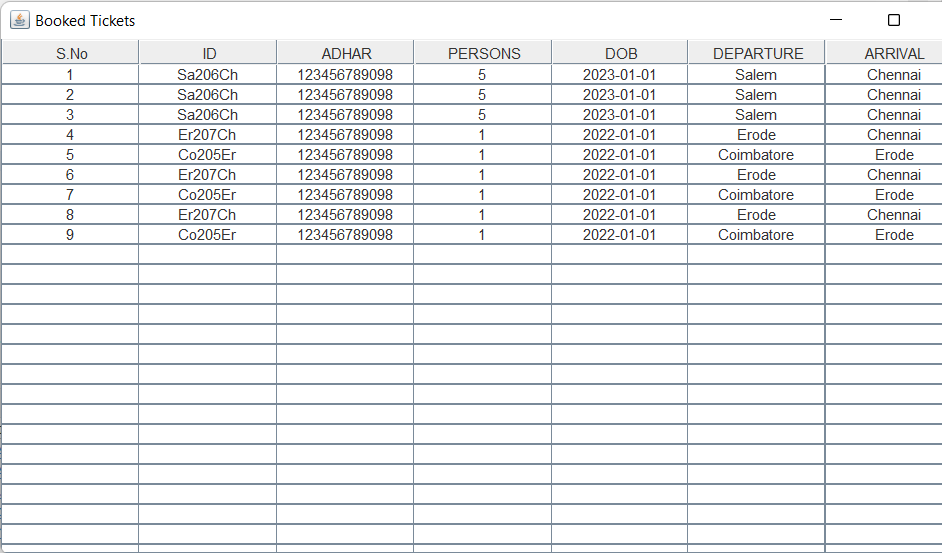 Booked Tickets
S.No ID ADHAR PERSONS DOB DEPARTURE ARRIVAL
1 Sa206Ch 123456789098 5 2023-01-01 Salem Chennai
2 Sa206Ch 123456789098 5 2023-01-01 Salem Chennai
3 Sa206Ch 123456789098 5 2023-01-01 Salem Chennai
4 Er207Ch 123456789098 1 2022-01-01 Erode Chennai
5 Co205Er 123456789098 1 2022-01-01 Coimbatore Erode
6 Er207Ch 123456789098 1 2022-01-01 Erode Chennai
7 Co205Er 123456789098 1 2022-01-01 Coimbatore Erode
8 Er207Ch 123456789098 1 2022-01-01 Erode Chennai
9 Co205Er 123456789098 1 2022-01-01 Coimbatore Erode